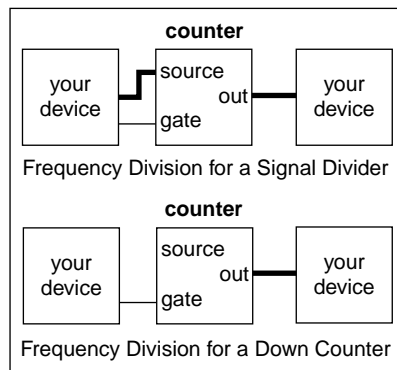 counter
your device
source
out
gate
your device
Frequency Division for a Signal Divider
counter
your device
source
out
gate
your device
Frequency Division for a Down Counter